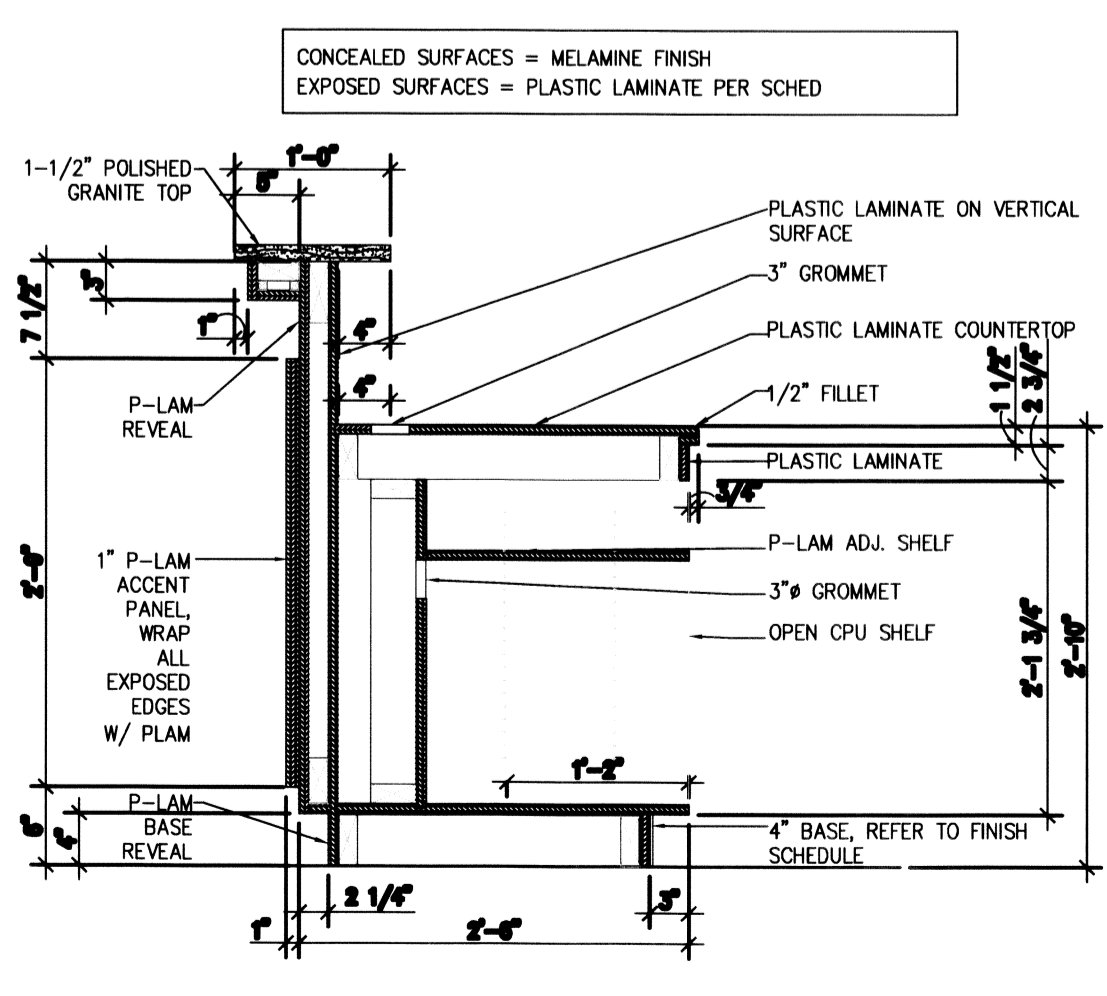 CONCEALED SURFACES = MELAMINE FINISH
EXPOSED SURFACES = PLASTIC LAMINATE PER SCHED
1-1/2" POLISHED
GRANITE TOP
1'-0"
5"
PLASTIC LAMINATE ON VERTICAL
SURFACE
3" GROMMET
3"
7 1/2"
1"
4"
PLASTIC LAMINATE COUNTERTOP
1 1/2"
2 3/4"
4"
1/2" FILLET
P-LAM
REVEAL
PLASTIC LAMINATE
3/4"
2'-9"
1" P-LAM
ACCENT
PANEL,
WRAP
ALL
EXPOSED
EDGES
W/ PLAM
P-LAM ADJ. SHELF
3"ø GROMMET
OPEN CPU SHELF
2'-1 3/4"
2'-10"
1'-2"
6"
4"
P-LAM
BASE
REVEAL
4" BASE, REFER TO FINISH
SCHEDULE
2 1/4"
3"
1"
2'-6"